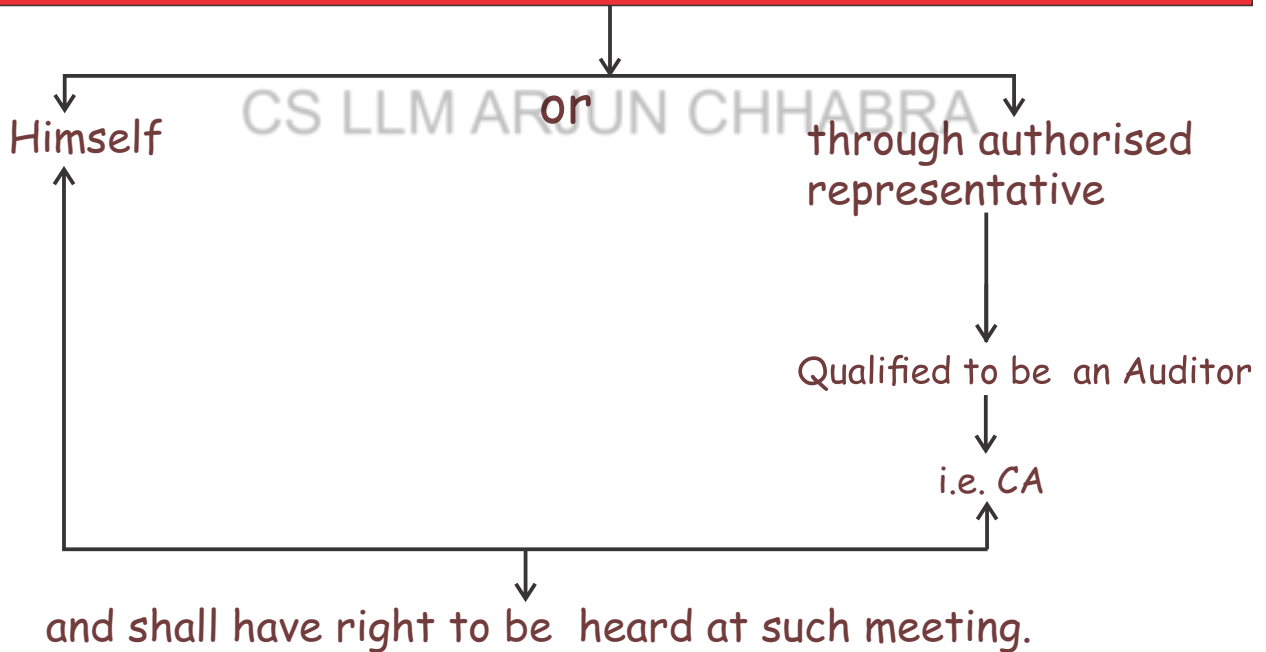 CS LLM ARJUN CHHABRA
or
Himself
through authorised
representative
Qualified to be an Auditor
i.e. CA
and shall have right to be heard at such meeting.